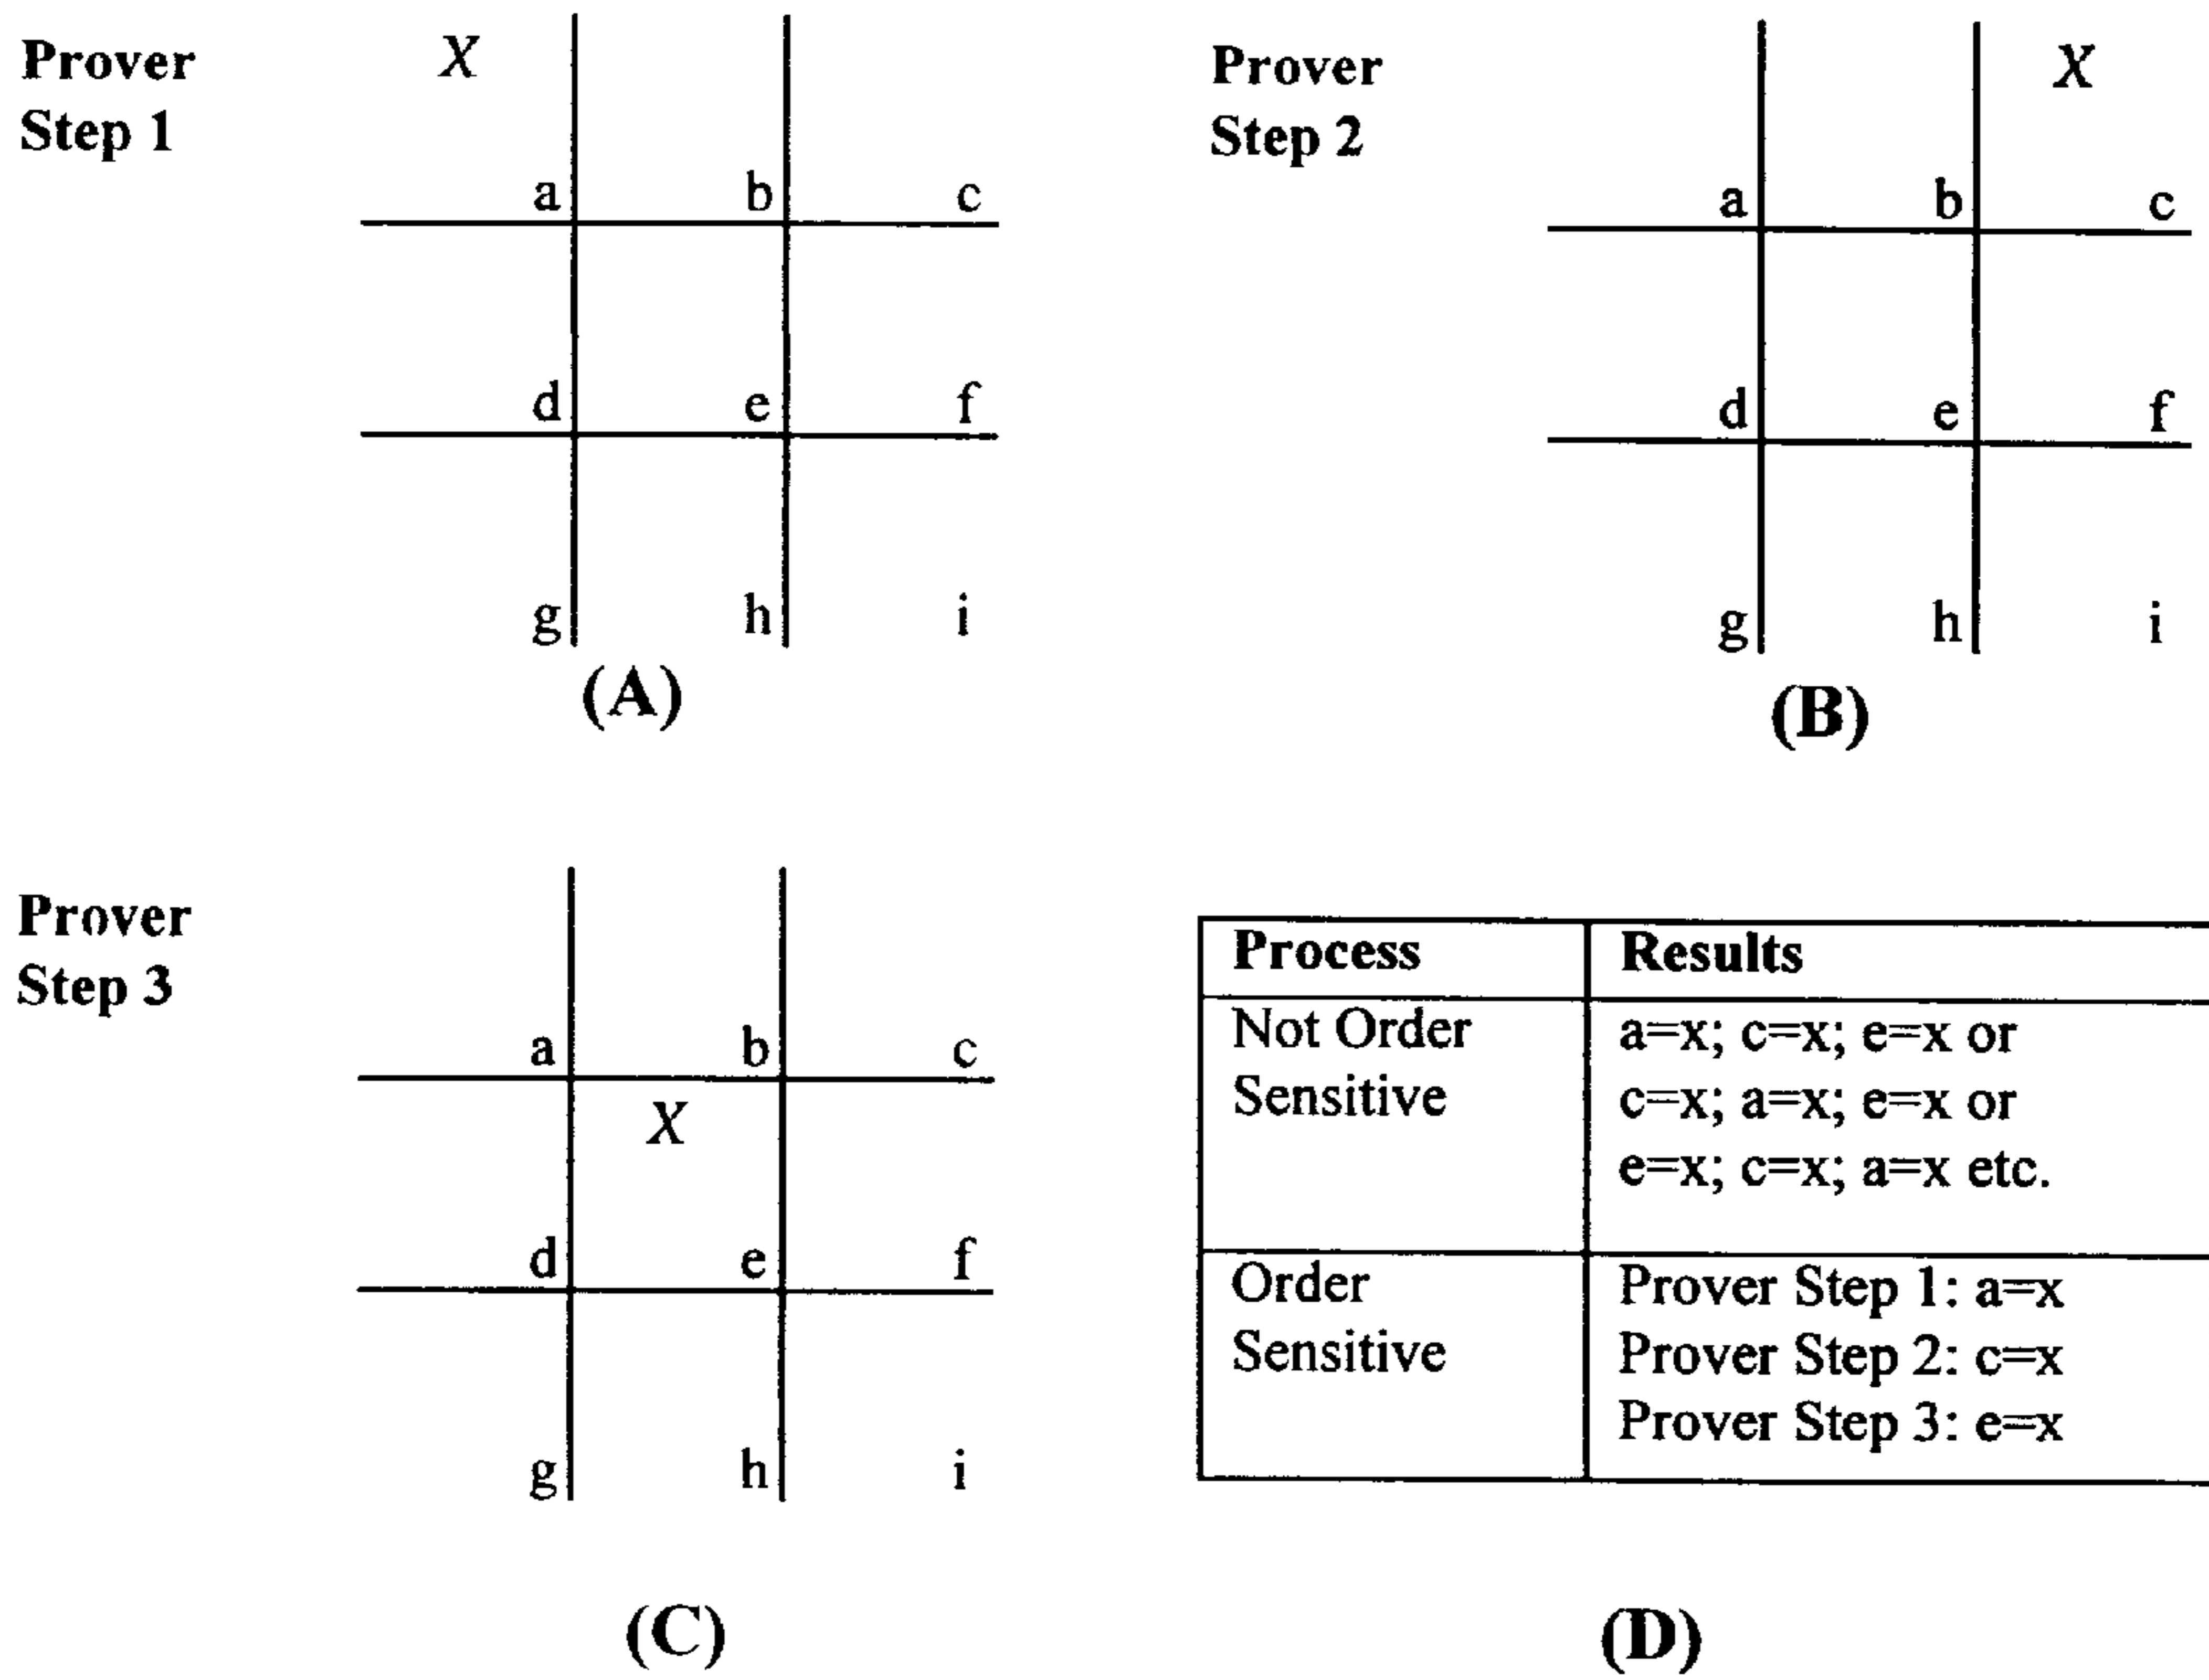 Prover
Step 1
X
a b c
d e f
g h i
(A)
Prover
Step 2
X
a b c
d e f
g h i
(B)
Prover
Step 3
a b c
X
d e f
g h i
(C)
Process Results
Not Order a=x; c=x; e=x or
Sensitive c=x; a=x; e=x or
e=x; c=x; a=x etc.
Order Prover Step 1: a=x
Sensitive Prover Step 2: c=x
Prover Step 3: e=x
(D)